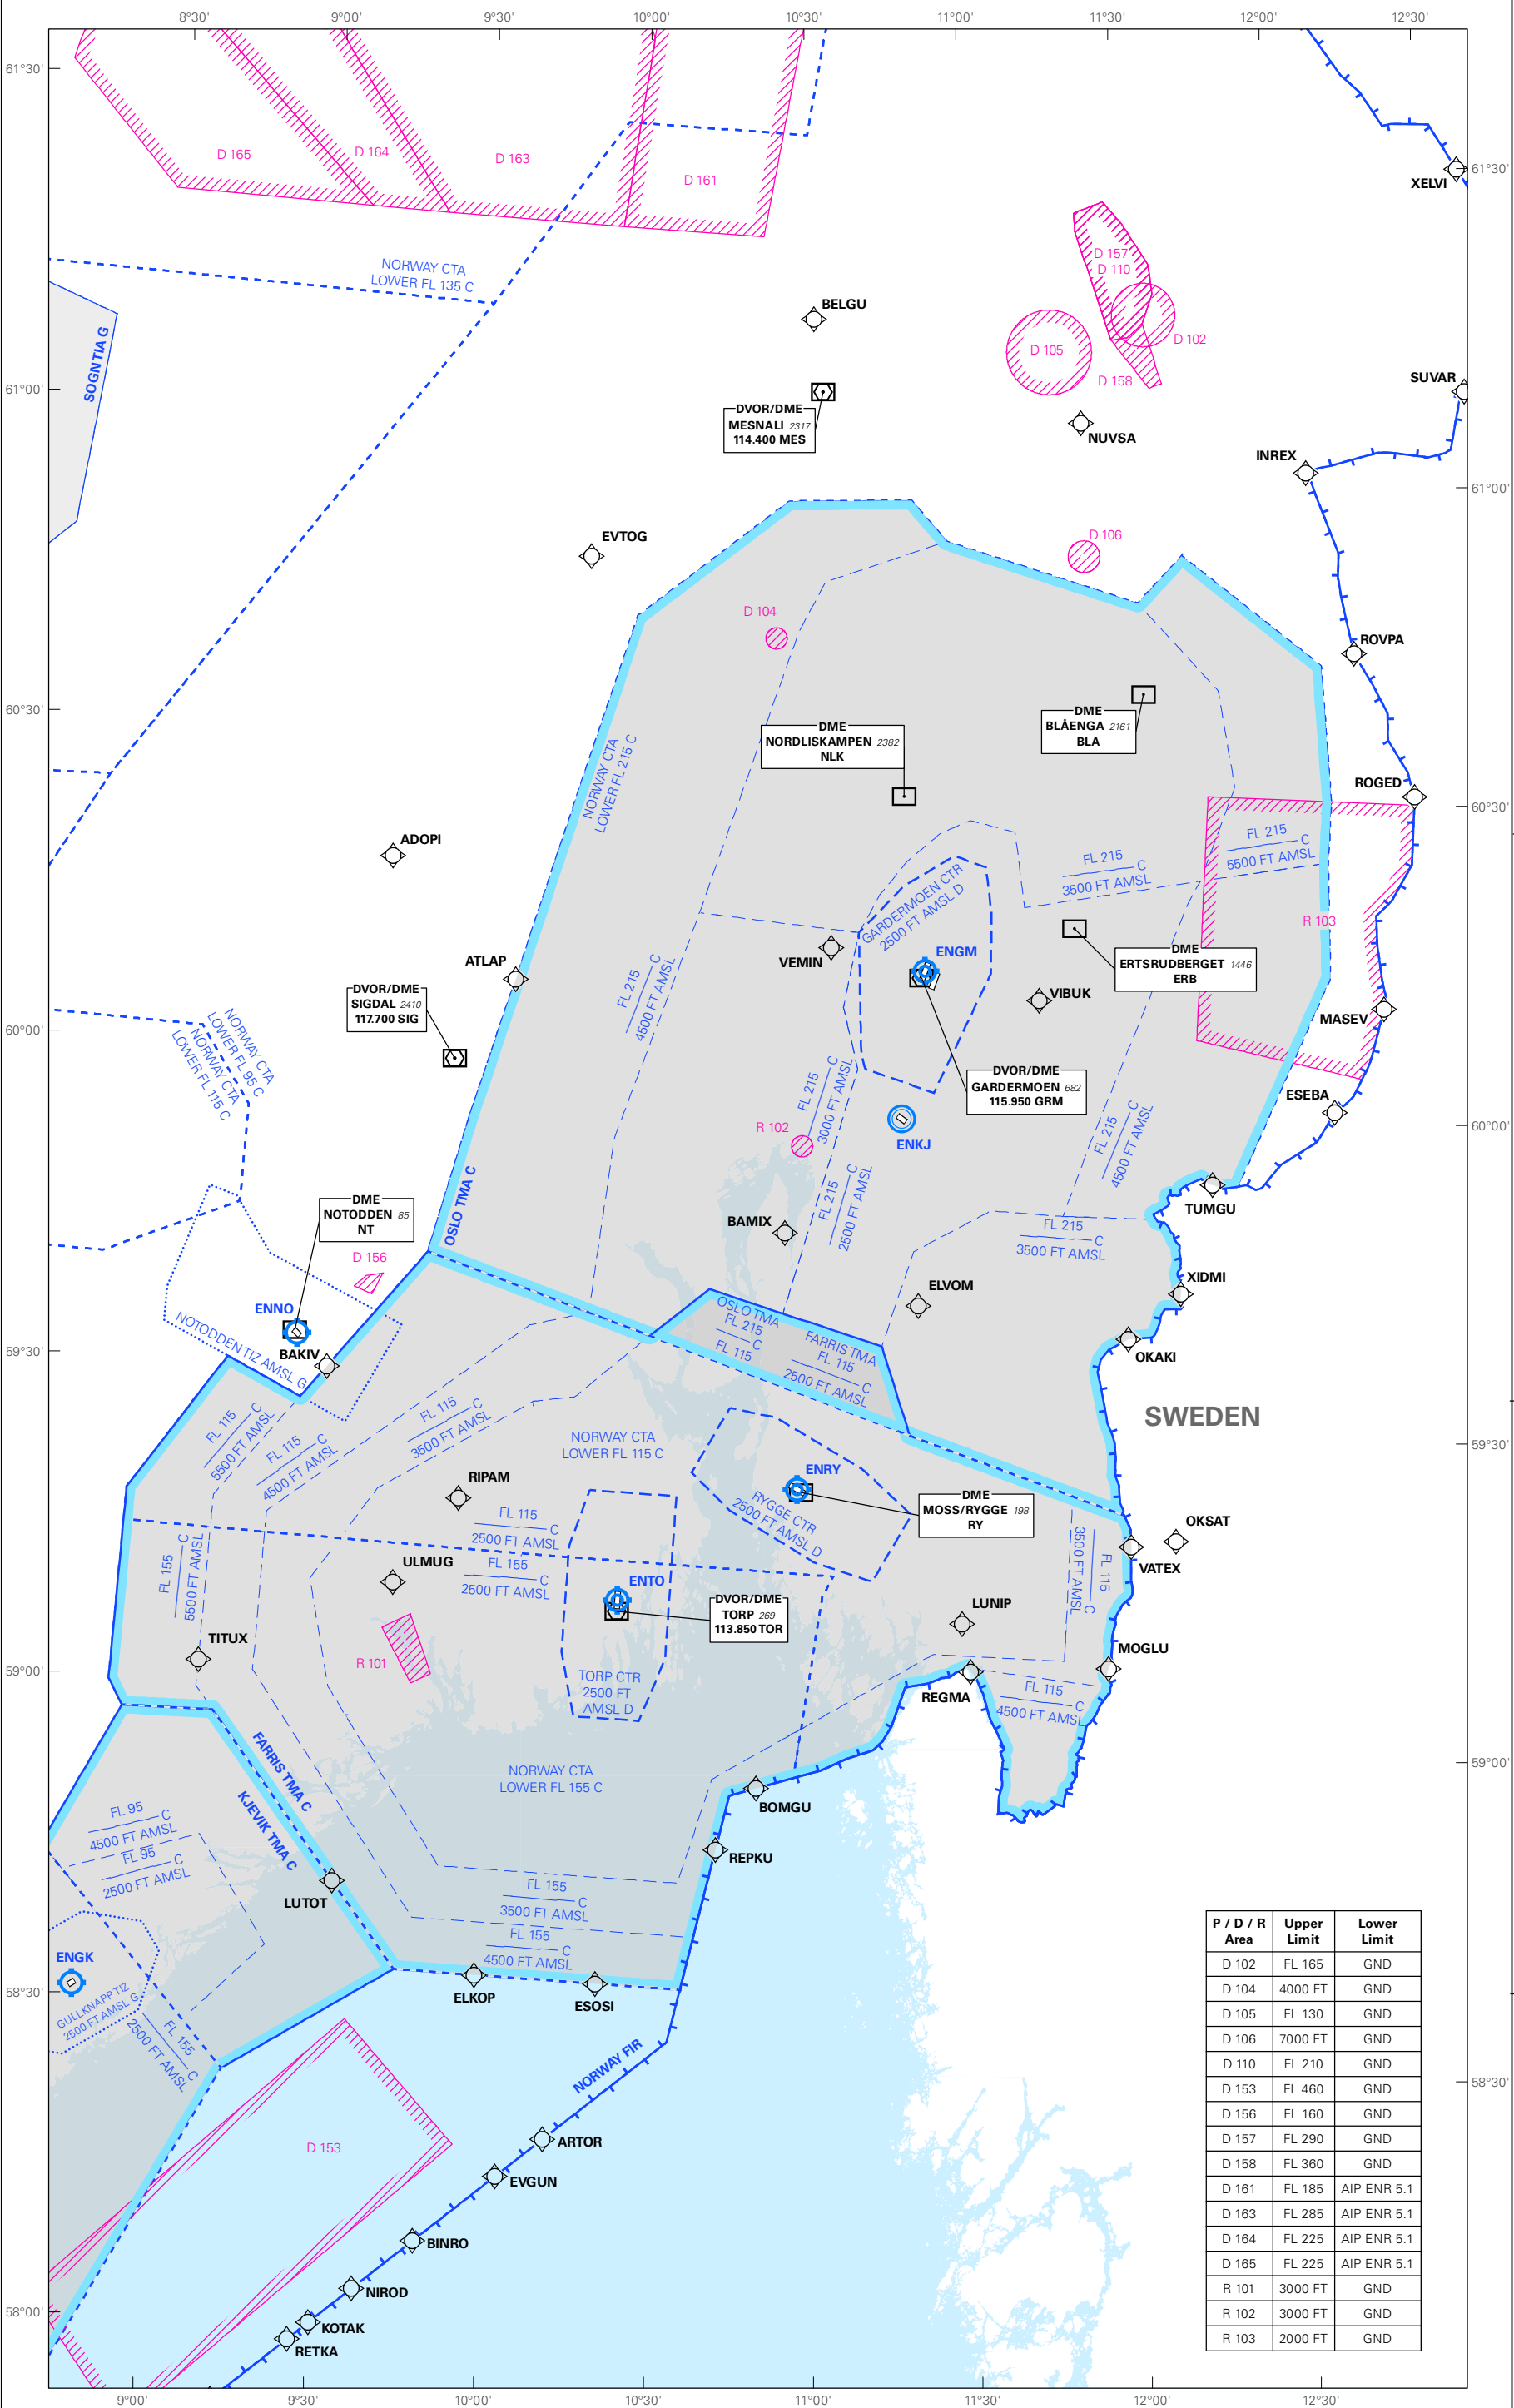 8°30'
9°00'
9°30'
10°00'
10°30'
11°00'
11°30'
12°00'
12°30'
61°30'
D 165
D 164
D 163
D 161
61°30'
XELVI
NORWAY CTA
LOWER FL 135 C
D 157
D 110
BELGU
D 102
D 105
SOGN TIA G
D 158
SUVAR
61°00'
DVOR/DME
MESNALI 2317
114.400 MES
NUVSA
INREX
61°00'
EVTOG
D 106
D 104
ROVPA
60°30'
DME
NORDLISKAMPEN 2382
NLK
DME
BLÅENGA 2161
BLA
NORWAY CTA
LOWER FL 215 C
ROGED
60°30'
ADOPI
FL 215
C
3500 FT AMSL
FL 215
C
5500 FT AMSL
GARDERMOEN CTR
2500 FT AMSL D
R 103
ENGM
VEMIN
ATLAP
DME
ERTSRUDBERGET 1446
ERB
FL 215
C
4500 FT AMSL
DVOR/DME
SIGDAL 2410
117.700 SIG
VIBUK
MASEV
60°00'
NORWAY CTA
LOWER FL 95 C
NORWAY CTA
LOWER FL 115 C
DVOR/DME
GARDERMOEN 682
115.950 GRM
ESEBA
FL 215
C
3000 FT AMSL
R 102
ENKJ
60°00'
FL 215
C
4500 FT AMSL
OSLO TMA C
FL 215
C
2500 FT AMSL
DME
NOTODDEN 85
NT
TUMGU
BAMIX
FL 215
C
3500 FT AMSL
D 156
XIDMI
ELVOM
ENNO
OSLO TMA
FL 215
C
FL 115
FARRIS TMA
FL 115
C
2500 FT AMSL
NOTODDEN TIZ AMSL G
BAKIV
59°30'
OKAKI
SWEDEN
FL 115
C
5500 FT AMSL
FL 115
C
4500 FT AMSL
FL 115
C
3500 FT AMSL
NORWAY CTA
LOWER FL 115 C
59°30'
RIPAM
ENRY
RYGGE CTR
2500 FT AMSL D
DME
MOSS/RYGGE 198
RY
FL 115
C
2500 FT AMSL
FL 155
C
2500 FT AMSL
OKSAT
VATEX
FL 115
C
3500 FT AMSL
FL 155
C
5500 FT AMSL
ULMUG
ENTO
DVOR/DME
TORP 269
113.850 TOR
LUNIP
TITUX
R 101
MOGLU
59°00'
TORP CTR
2500 FT
AMSL D
REGMA
FL 115
C
4500 FT AMSL
FARRIS TMA C
KJEVIK TMA C
NORWAY CTA
LOWER FL 155 C
59°00'
BOMGU
FL 95
C
4500 FT AMSL
FL 95
C
2500 FT AMSL
REPKU
LUTOT
FL 155
C
3500 FT AMSL
FL 155
C
4500 FT AMSL
ENGK
GULLKNAPP TIZ
2500 FT AMSL G
FL 155
C
2500 FT AMSL
58°30'
ELKOP
ESOSI
NORWAY FIR
58°30'
D 153
ARTOR
EVGUN
BINRO
NIROD
58°00'
KOTAK
RETKA
P / D / R Area Upper Limit Lower Limit
D 102 FL 165 GND
D 104 4000 FT GND
D 105 FL 130 GND
D 106 7000 FT GND
D 110 FL 210 GND
D 153 FL 460 GND
D 156 FL 160 GND
D 157 FL 290 GND
D 158 FL 360 GND
D 161 FL 185 AIP ENR 5.1
D 163 FL 285 AIP ENR 5.1
D 164 FL 225 AIP ENR 5.1
D 165 FL 225 AIP ENR 5.1
R 101 3000 FT GND
R 102 3000 FT GND
R 103 2000 FT GND
9°00'
9°30'
10°00'
10°30'
11°00'
11°30'
12°00'
12°30'